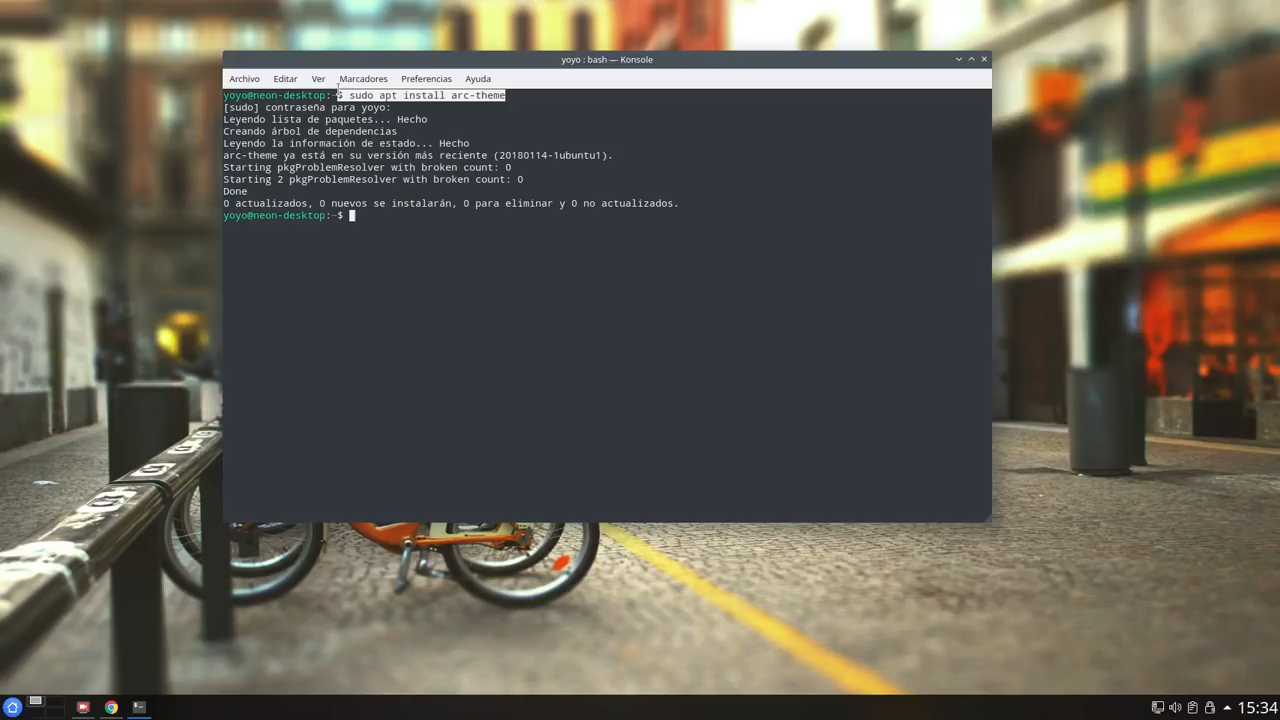 yoyo : bash — Konsole
Archivo Editar Ver Marcadores Preferencias Ayuda
yoyo@neon-desktop:~$ sudo apt install arc-theme
[sudo] contraseña para yoyo:
Leyendo lista de paquetes... Hecho
Creando árbol de dependencias
Leyendo la información de estado... Hecho
arc-theme ya está en su versión más reciente (20180114-1ubuntu1).
Starting pkgProblemResolver with broken count: 0
Starting 2 pkgProblemResolver with broken count: 0
Done
0 actualizados, 0 nuevos se instalarán, 0 para eliminar y 0 no actualizados.
yoyo@neon-desktop:~$
15:34